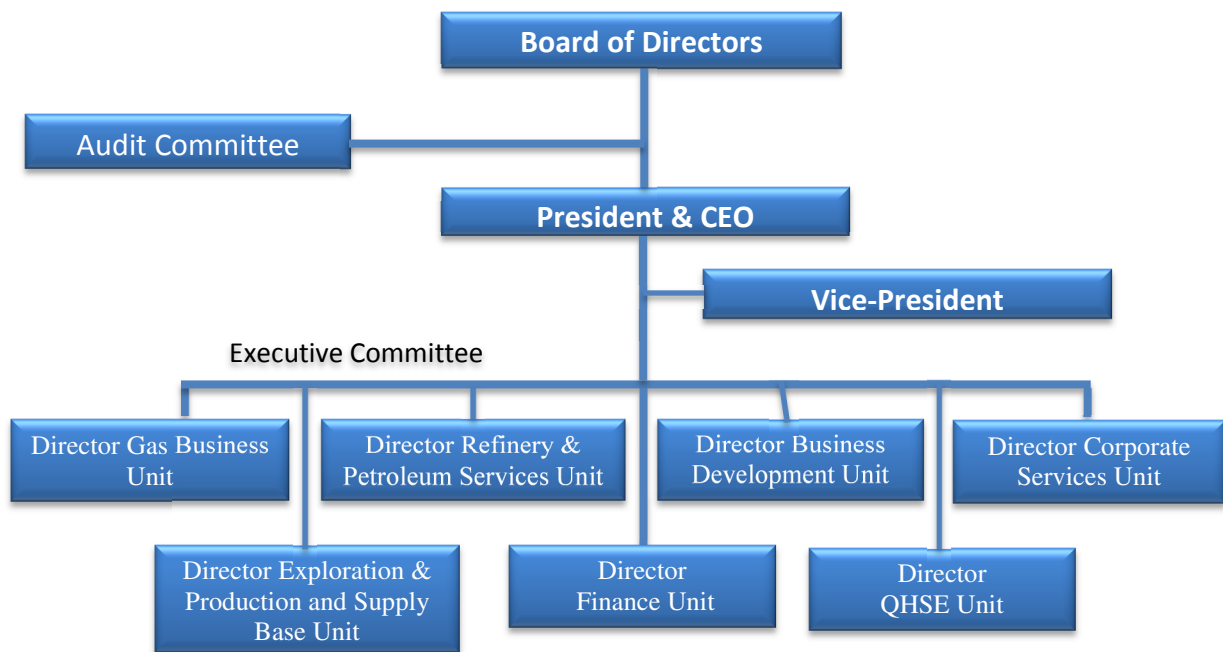 Board of Directors
Audit Committee
President & CEO
Vice-President
Executive Committee
Director Gas Business
Unit
Director Refinery &
Petroleum Services Unit
Director Business
Development Unit
Director Corporate
Services Unit
Director Exploration &
Production and Supply
Base Unit
Director
Finance Unit
Director
QHSE Unit